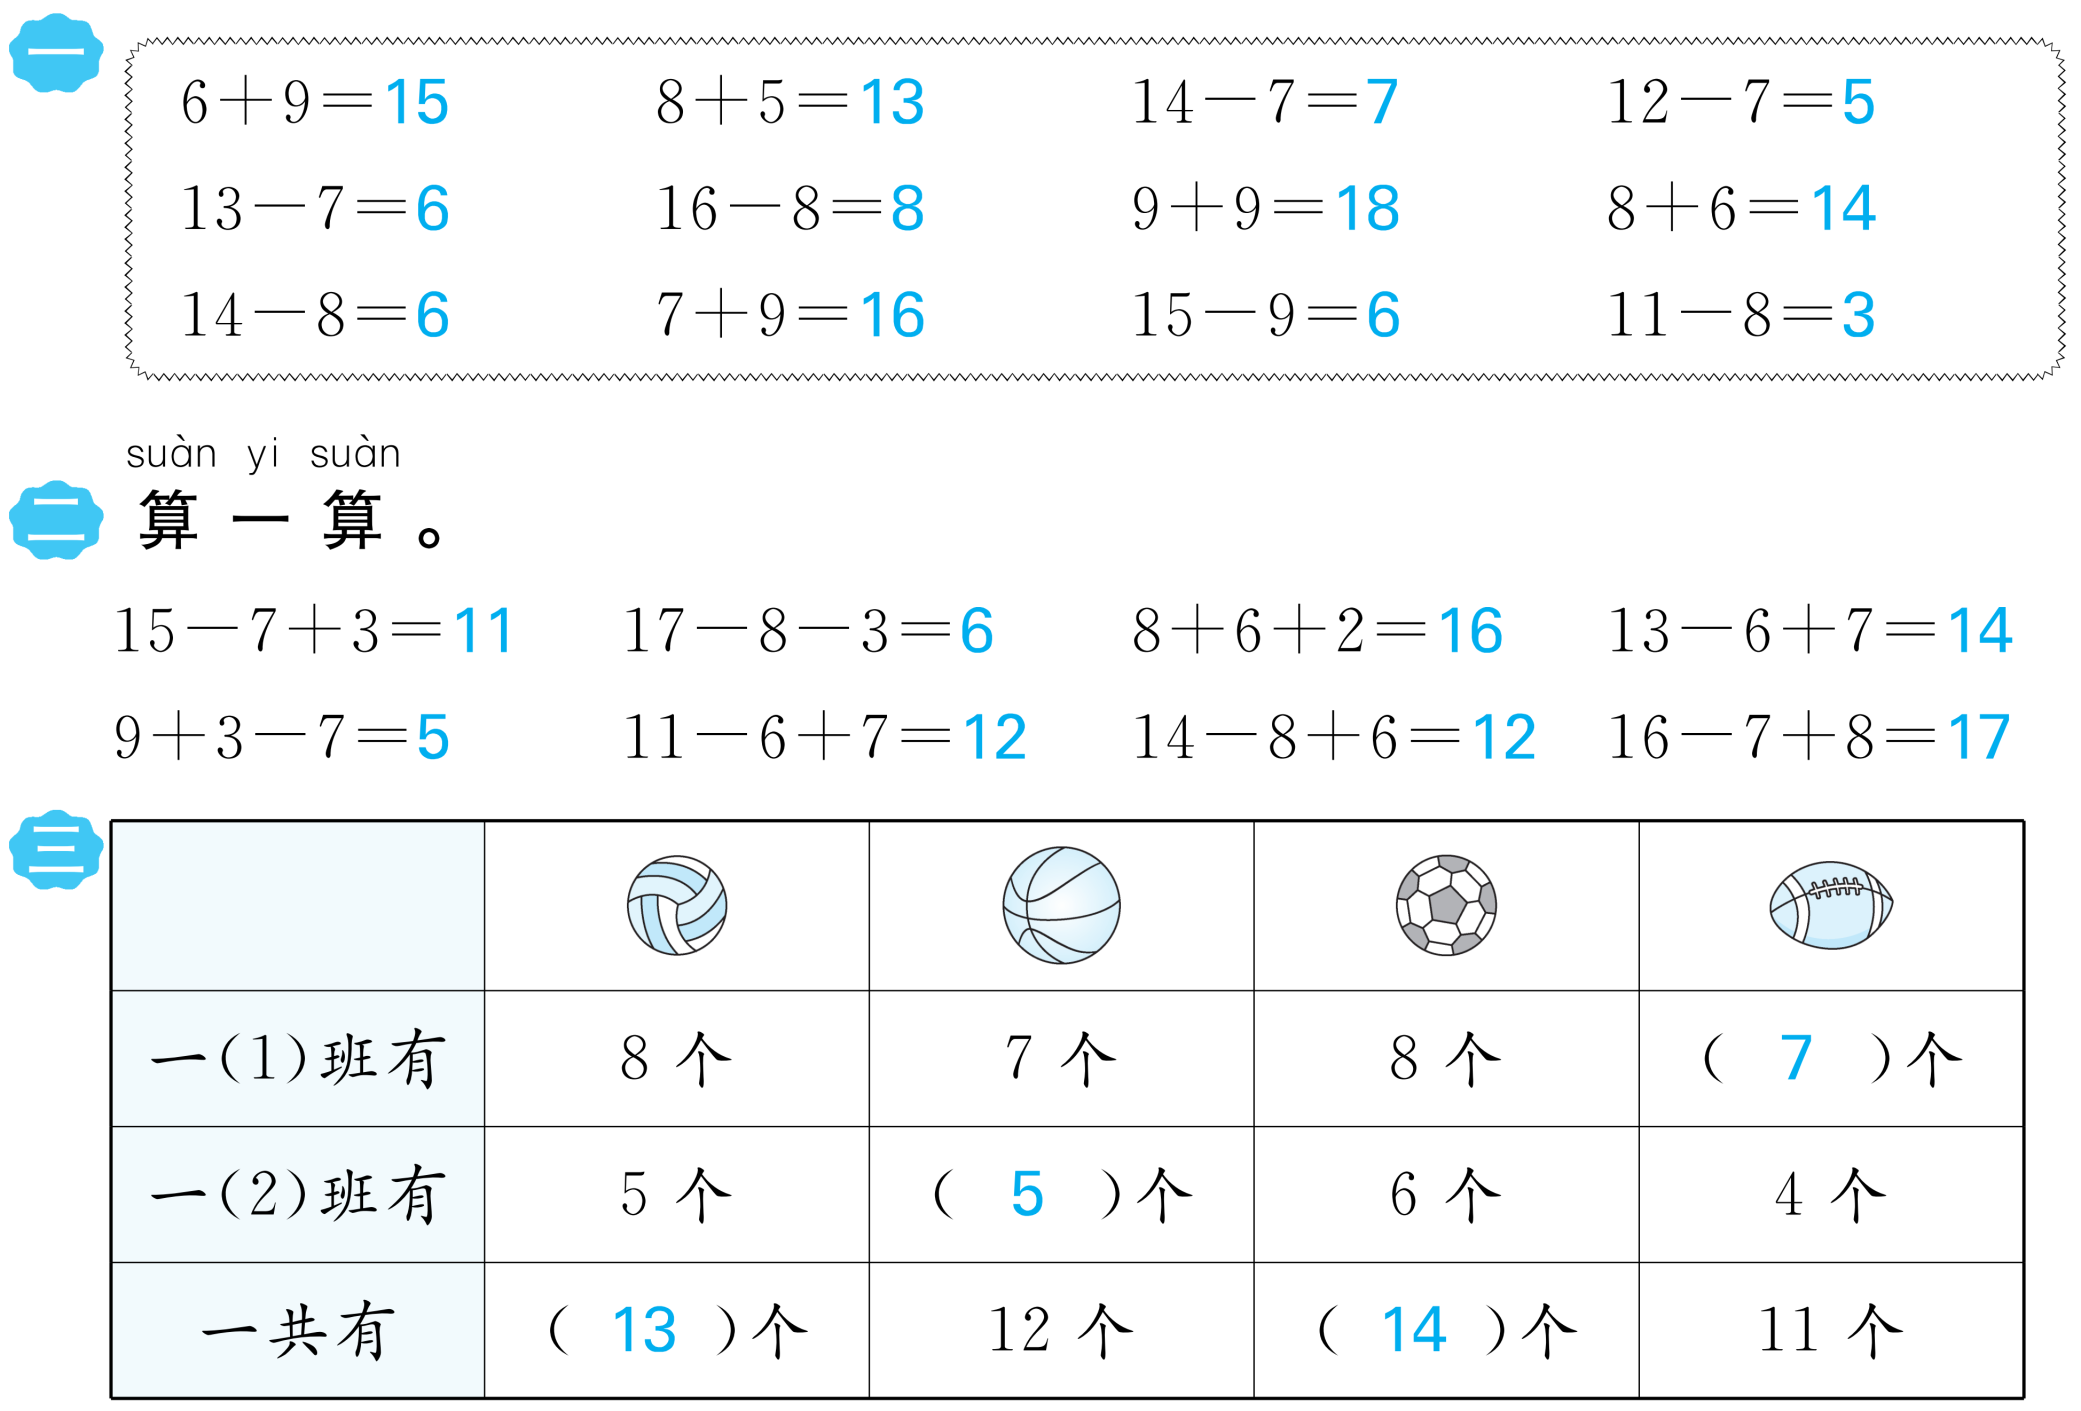 一
6+9=15 8+5=13 14-7=7 12-7=5
13-7=6 16-8=8 9+9=18 8+6=14
14-8=6 7+9=16 15-9=6 11-8=3
suàn yi suàn
二 算一算。
15-7+3=11 17-8-3=6 8+6+2=16 13-6+7=14
9+3-7=5 11-6+7=12 14-8+6=12 16-7+8=17
三
一(1)班有 8个 7个 8个 (7)个
一(2)班有 5个 (5)个 6个 4个
一共有 (13)个 12个 (14)个 11个